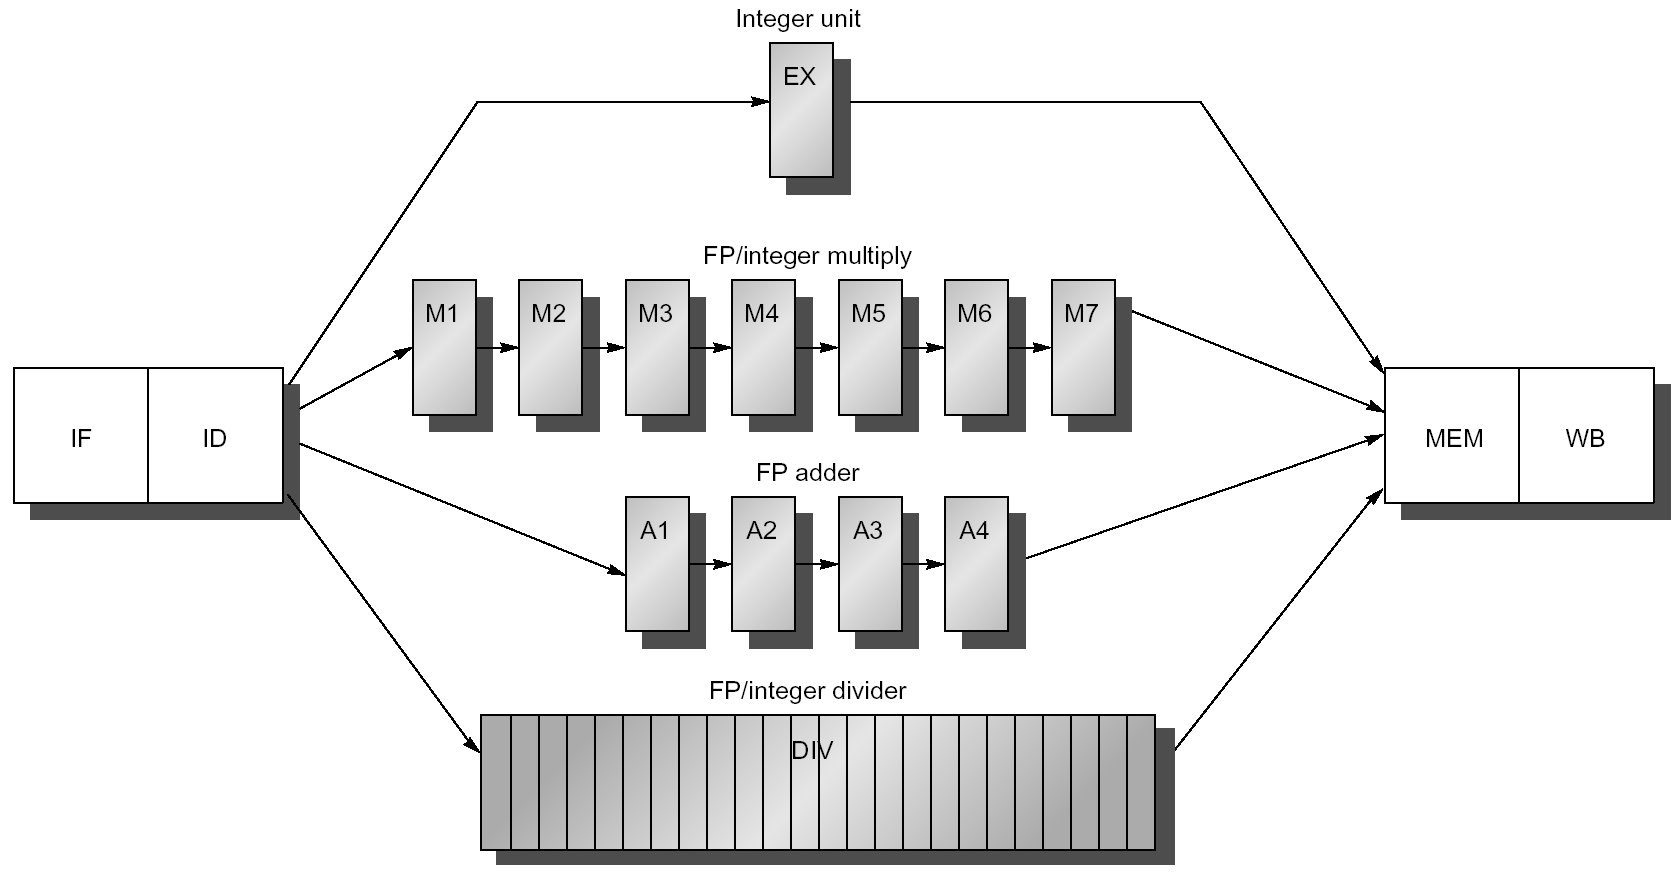 Integer unit
EX
FP/integer multiply
M1 M2 M3 M4 M5 M6 M7
IF ID MEM WB
FP adder
A1 A2 A3 A4
FP/integer divider
DIV